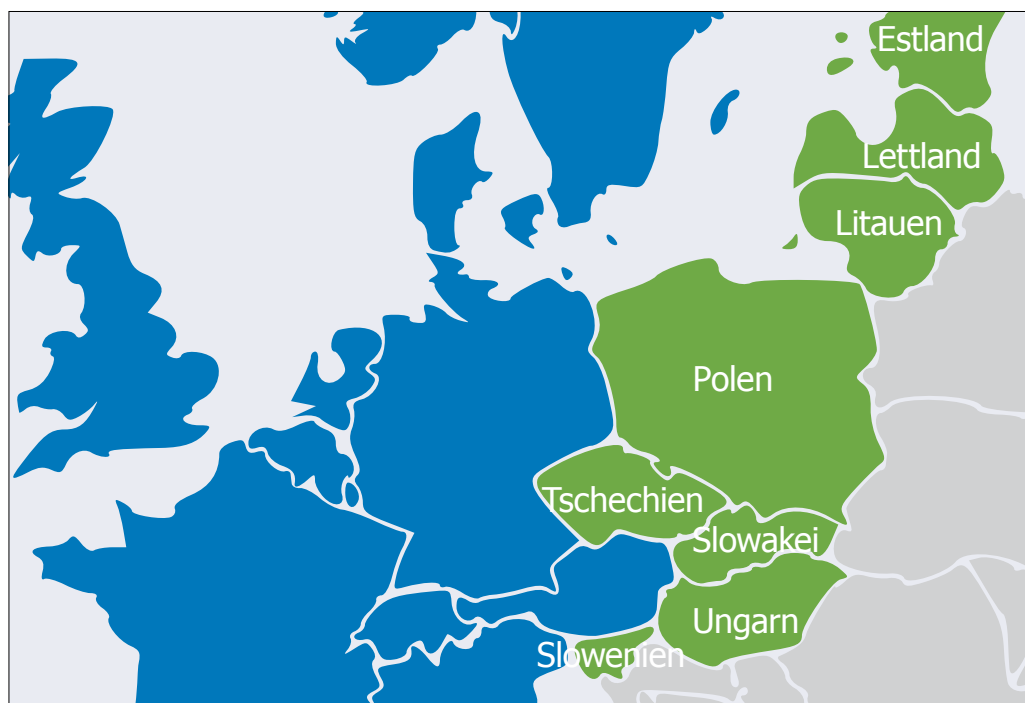 Estland
Lettland
Litauen
Polen
Tschechien
Slowakei
Ungarn
Slowenien